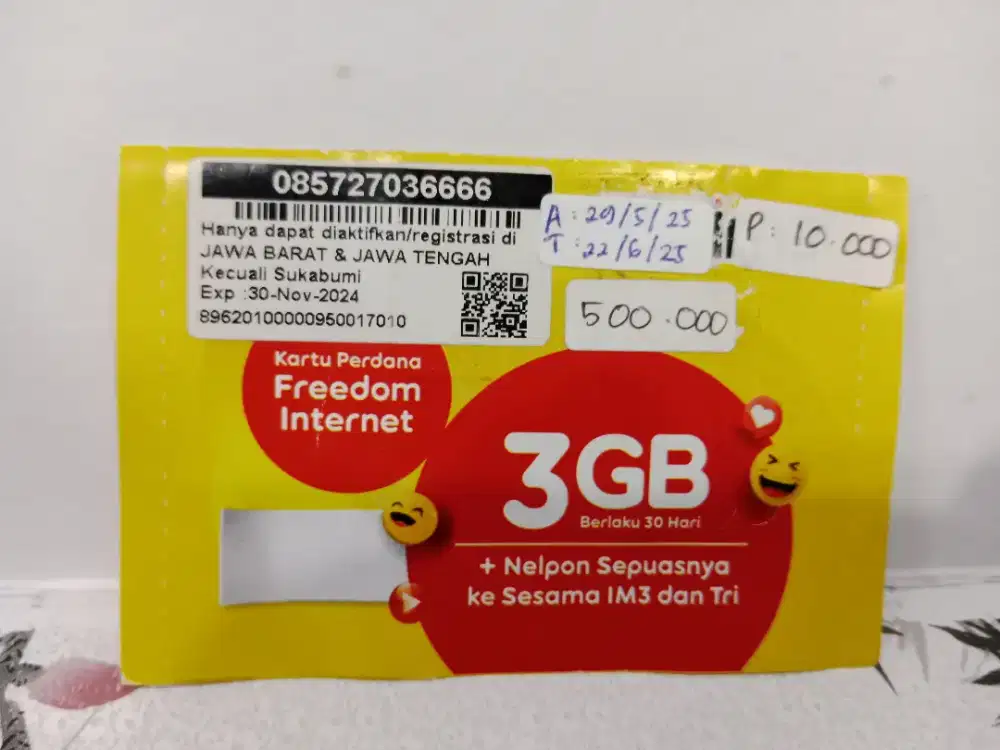 085727036666
Hanya dapat diaktifkan/registrasi di
JAWA BARAT & JAWA TENGAH
Kecuali Sukabumi
Exp :30-Nov-2024
89620100000950017010
A : 29/5/25
T : 22/6/25
P : 10.000
500.000
Kartu Perdana
Freedom
Internet
3GB
Berlaku 30 Hari
+ Nelpon Sepuasnya
ke Sesama IM3 dan Tri